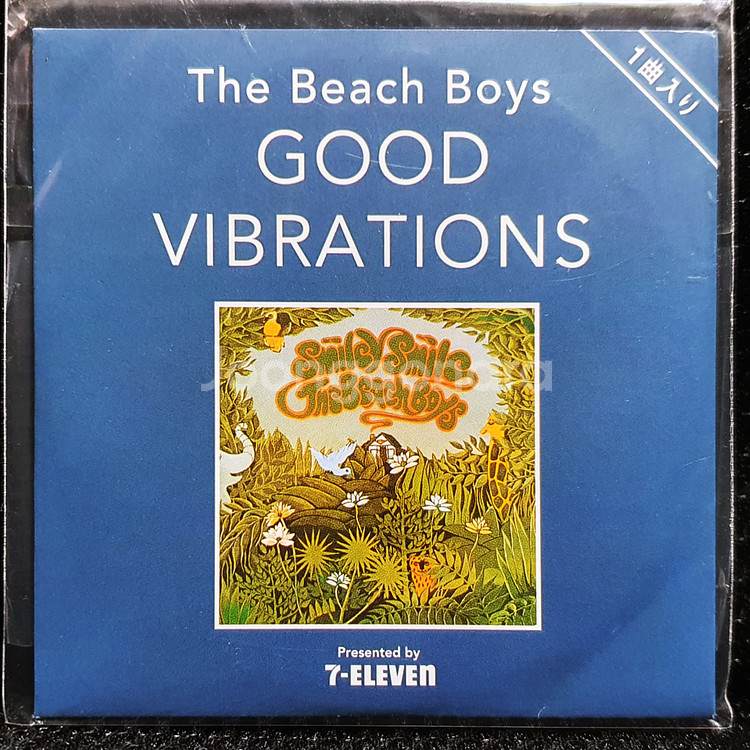 The Beach Boys
1曲入り
GOOD
VIBRATIONS
Smiley Smile
The Beach Boys
Presented by
7-ELEVEn